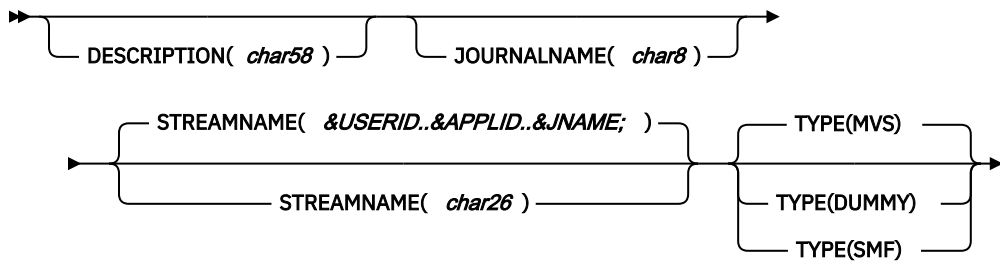 DESCRIPTION( char58 ) JOURNALNAME( char8 )
STREAMNAME( &USERID..&APPLID..&JNAME; ) TYPE(MVS)
STREAMNAME( char26 ) TYPE(DUMMY)
TYPE(SMF)